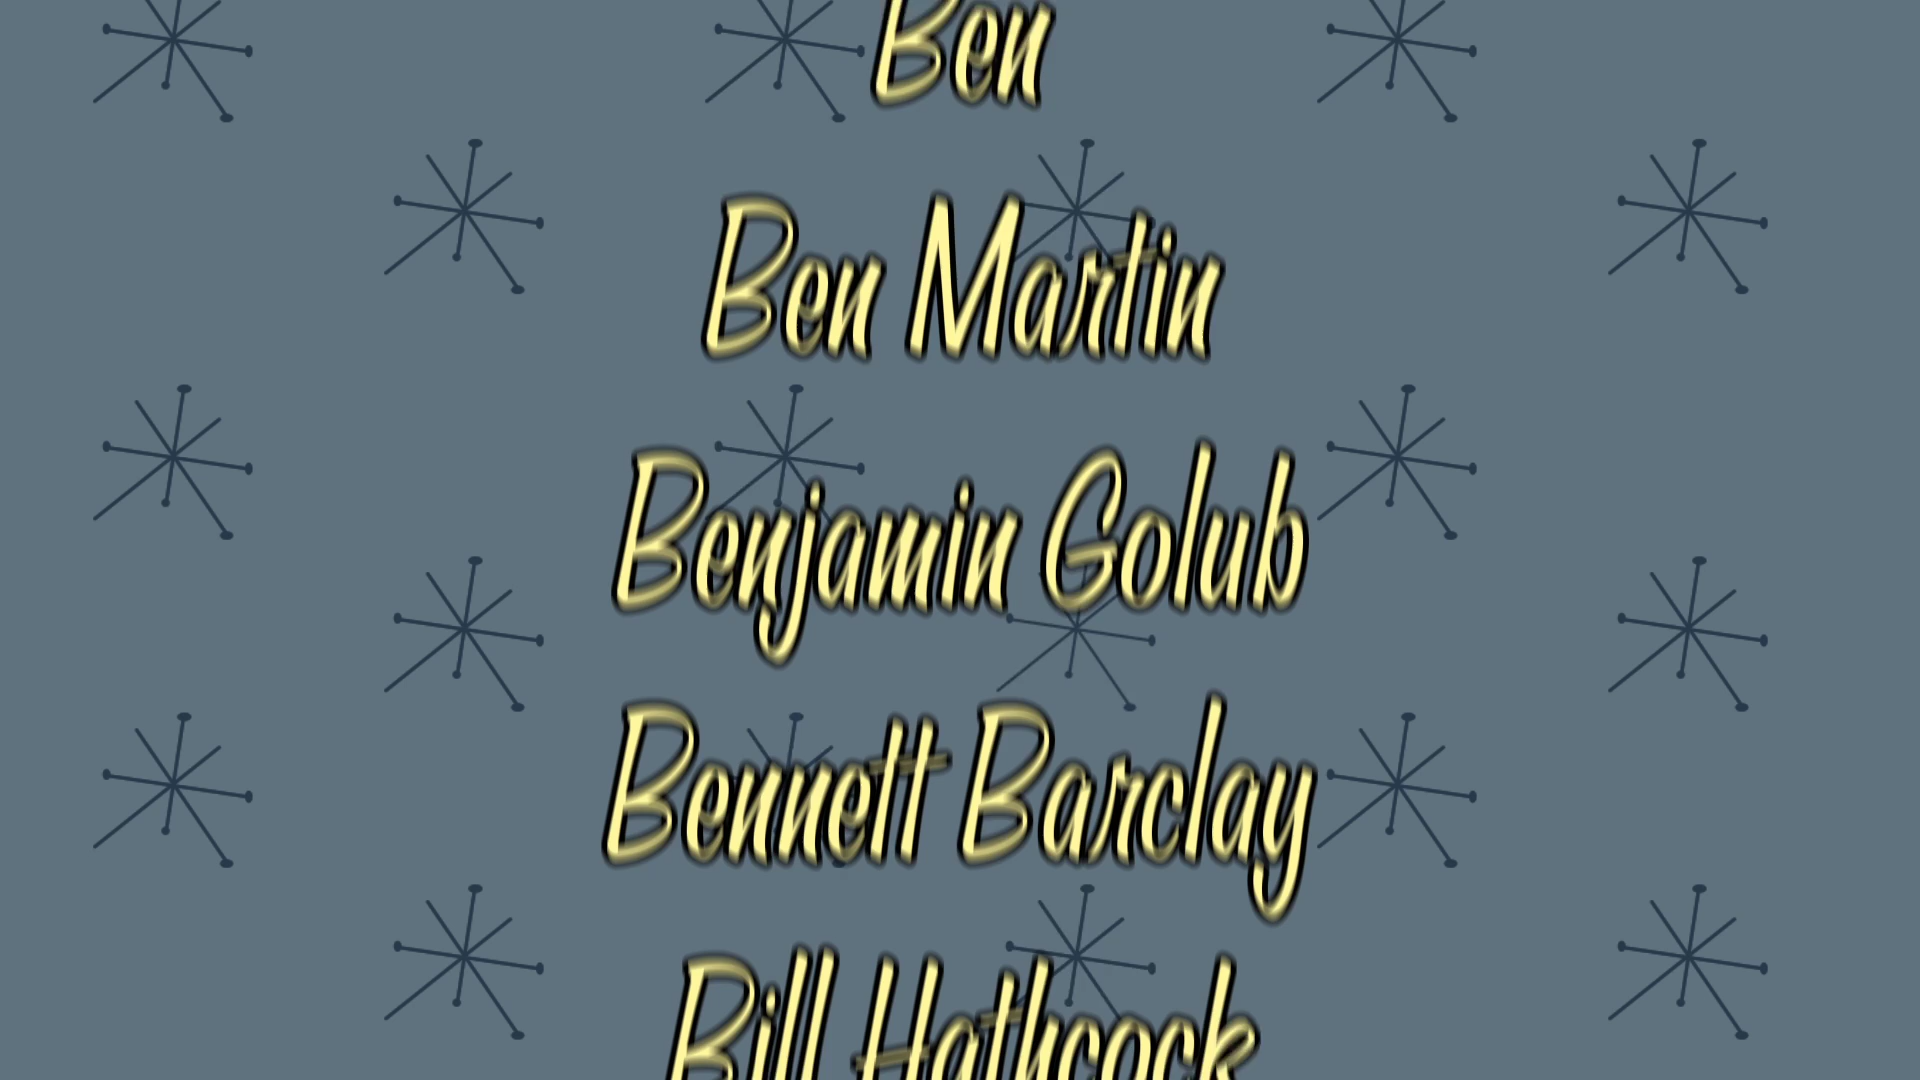 Ben
Ben Martin
Benjamin Golub
Bennett Barclay
Bill Hathcock